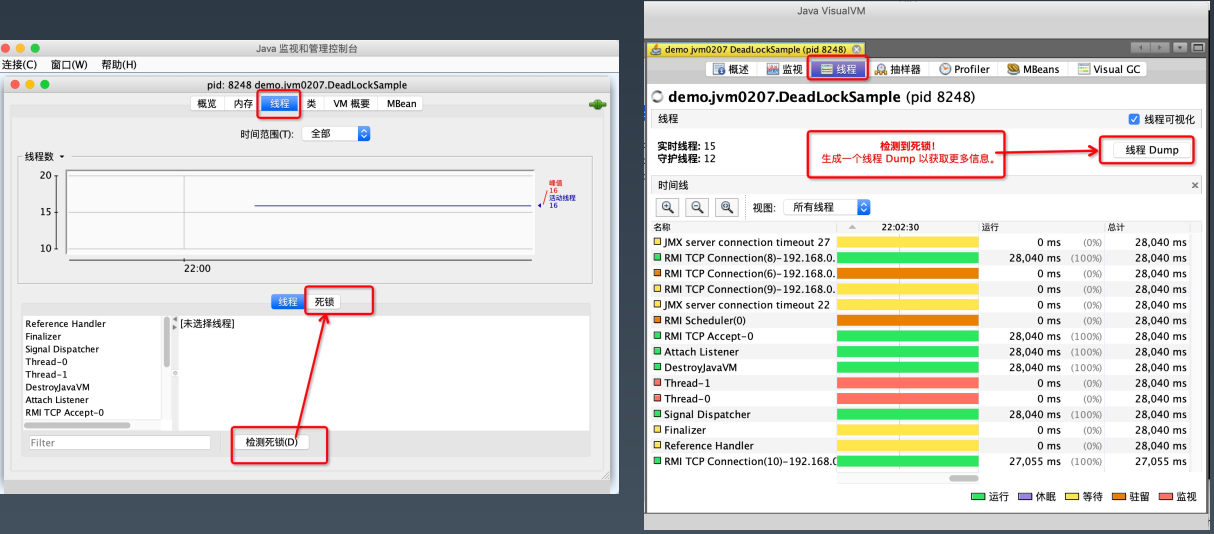 Java 监视和管理控制台
连接(C) 窗口(W) 帮助(H)
pid: 8248 demo.jvm0207.DeadLockSample
概览 内存 线程 类 VM 概要 MBean
时间范围(T): 全部
线程数
20
15
10
22:00
峰值
16
活动线程
16
线程 死锁
Reference Handler
Finalizer
Signal Dispatcher
Thread-0
Thread-1
DestroyJavaVM
Attach Listener
RMI TCP Accept-0
[未选择线程]
Filter
检测死锁(D)
Java VisualVM
demo jvm0207 DeadLockSample (pid 8248)
概述 监视 线程 抽样器 Profiler MBeans Visual GC
demo.jvm0207.DeadLockSample (pid 8248)
线程
线程可视化
实时线程: 15
守护线程: 12
检测到死锁!
生成一个线程 Dump 以获取更多信息。
线程 Dump
时间线
视图: 所有线程
名称 22:02:30 运行 总计
JMX server connection timeout 27 0 ms (0%) 28,040 ms
RMI TCP Connection(8)-192.168.0. 28,040 ms (100%) 28,040 ms
RMI TCP Connection(6)-192.168.0. 0 ms (0%) 28,040 ms
RMI TCP Connection(9)-192.168.0. 0 ms (0%) 28,040 ms
JMX server connection timeout 22 0 ms (0%) 28,040 ms
RMI Scheduler(0) 0 ms (0%) 28,040 ms
RMI TCP Accept-0 28,040 ms (100%) 28,040 ms
Attach Listener 28,040 ms (100%) 28,040 ms
DestroyJavaVM 28,040 ms (100%) 28,040 ms
Thread-1 0 ms (0%) 28,040 ms
Thread-0 0 ms (0%) 28,040 ms
Signal Dispatcher 28,040 ms (100%) 28,040 ms
Finalizer 0 ms (0%) 28,040 ms
Reference Handler 0 ms (0%) 28,040 ms
RMI TCP Connection(10)-192.168.( 27,055 ms (100%) 27,055 ms
运行 休眠 等待 驻留 监视